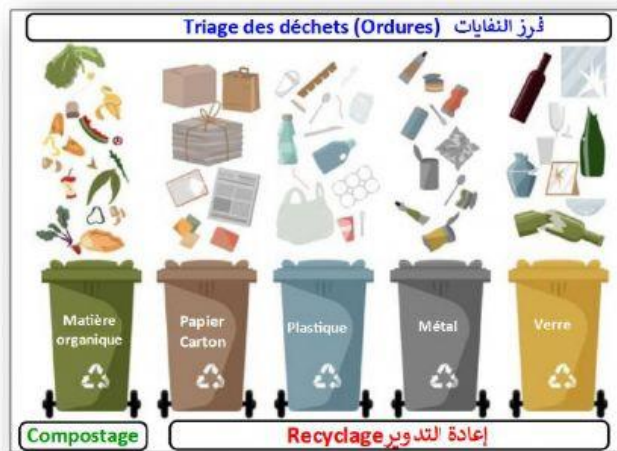 Triage des déchets (Ordures) فرز النفايات
Matière
organique
Papier
Carton
Plastique
Métal
Verre
Compostage
Recyclage إعادة التدوير